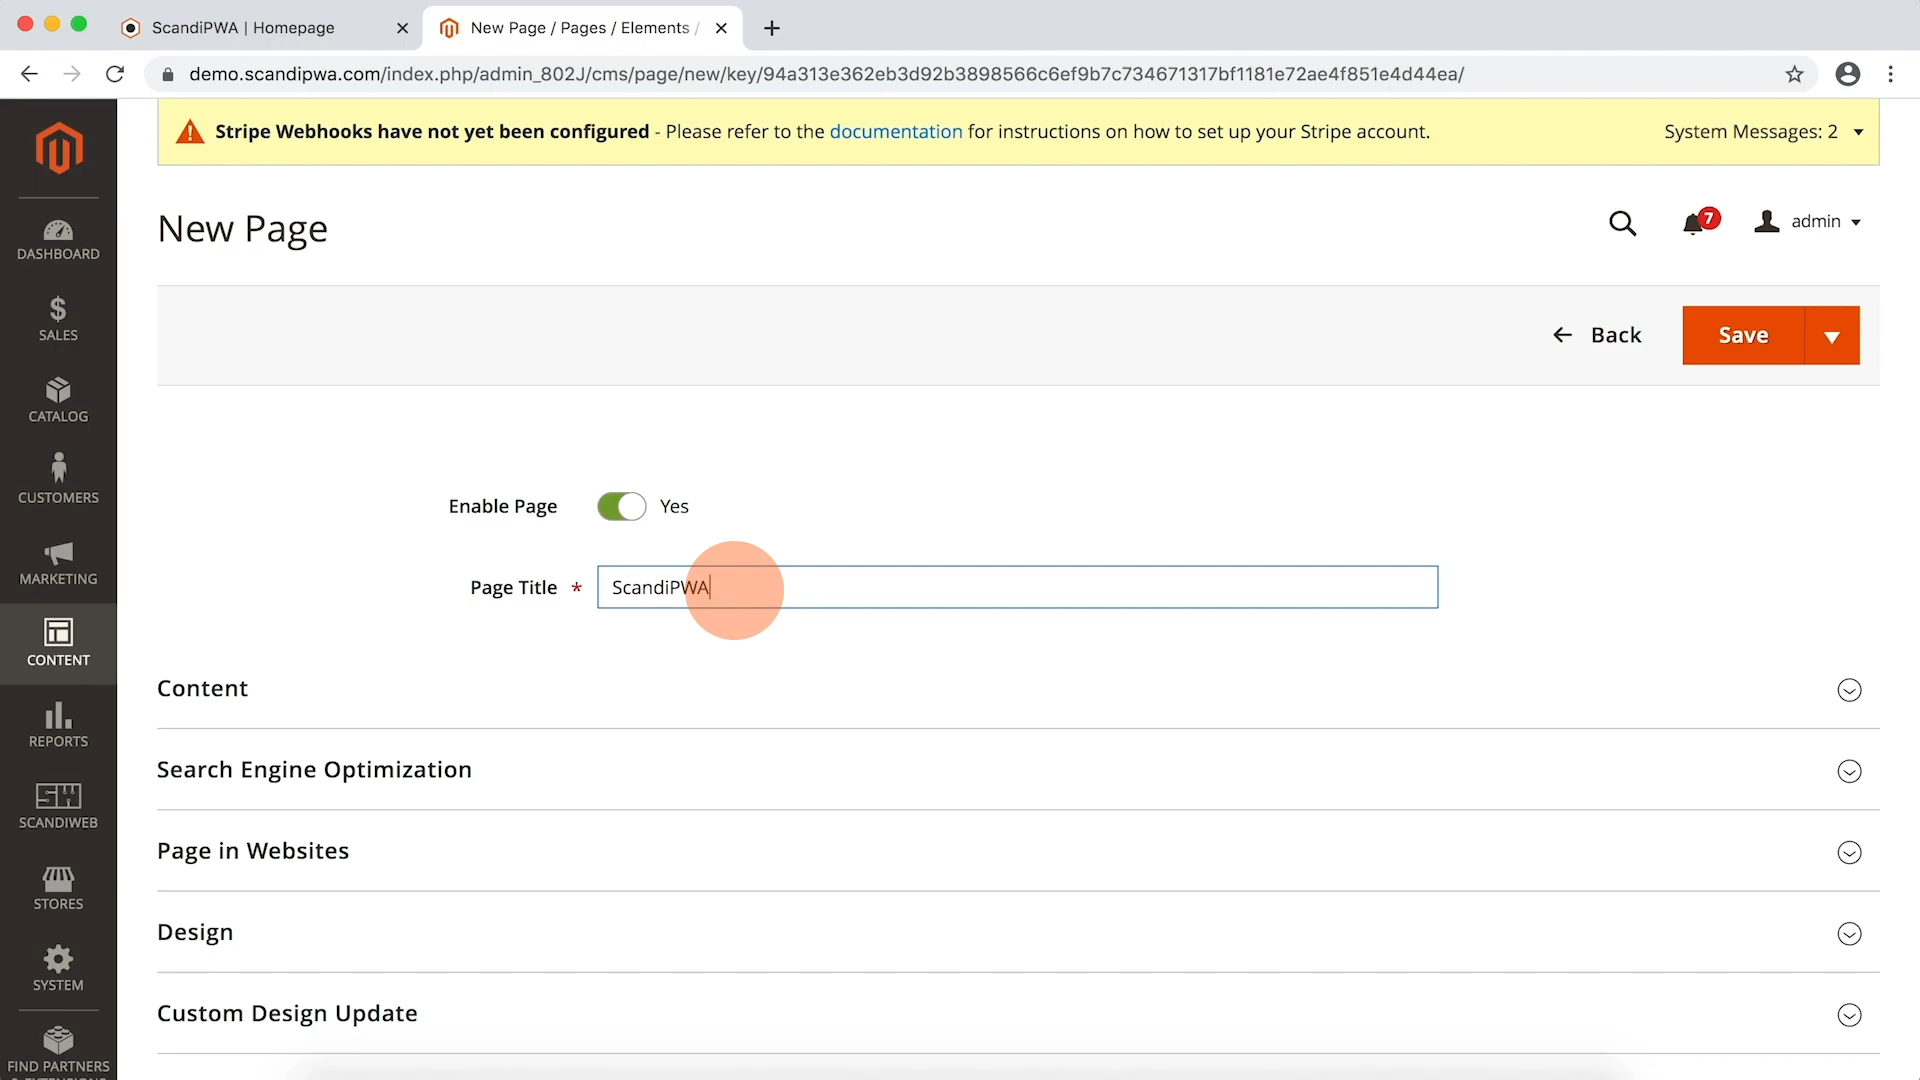 ScandiPWA | Homepage
New Page / Pages / Elements /
demo.scandipwa.com/index.php/admin_802J/cms/page/new/key/94a313e362eb3d92b3898566c6ef9b7c734671317bf1181e72ae4f851e4d44ea/
Stripe Webhooks have not yet been configured - Please refer to the documentation for instructions on how to set up your Stripe account.
System Messages: 2
New Page
7
admin
Back
Save
DASHBOARD
SALES
CATALOG
CUSTOMERS
MARKETING
CONTENT
REPORTS
SCANDIWEB
STORES
SYSTEM
FIND PARTNERS
& EXTENSIONS
Enable Page
Yes
Page Title *
ScandiPWA
Content
Search Engine Optimization
Page in Websites
Design
Custom Design Update